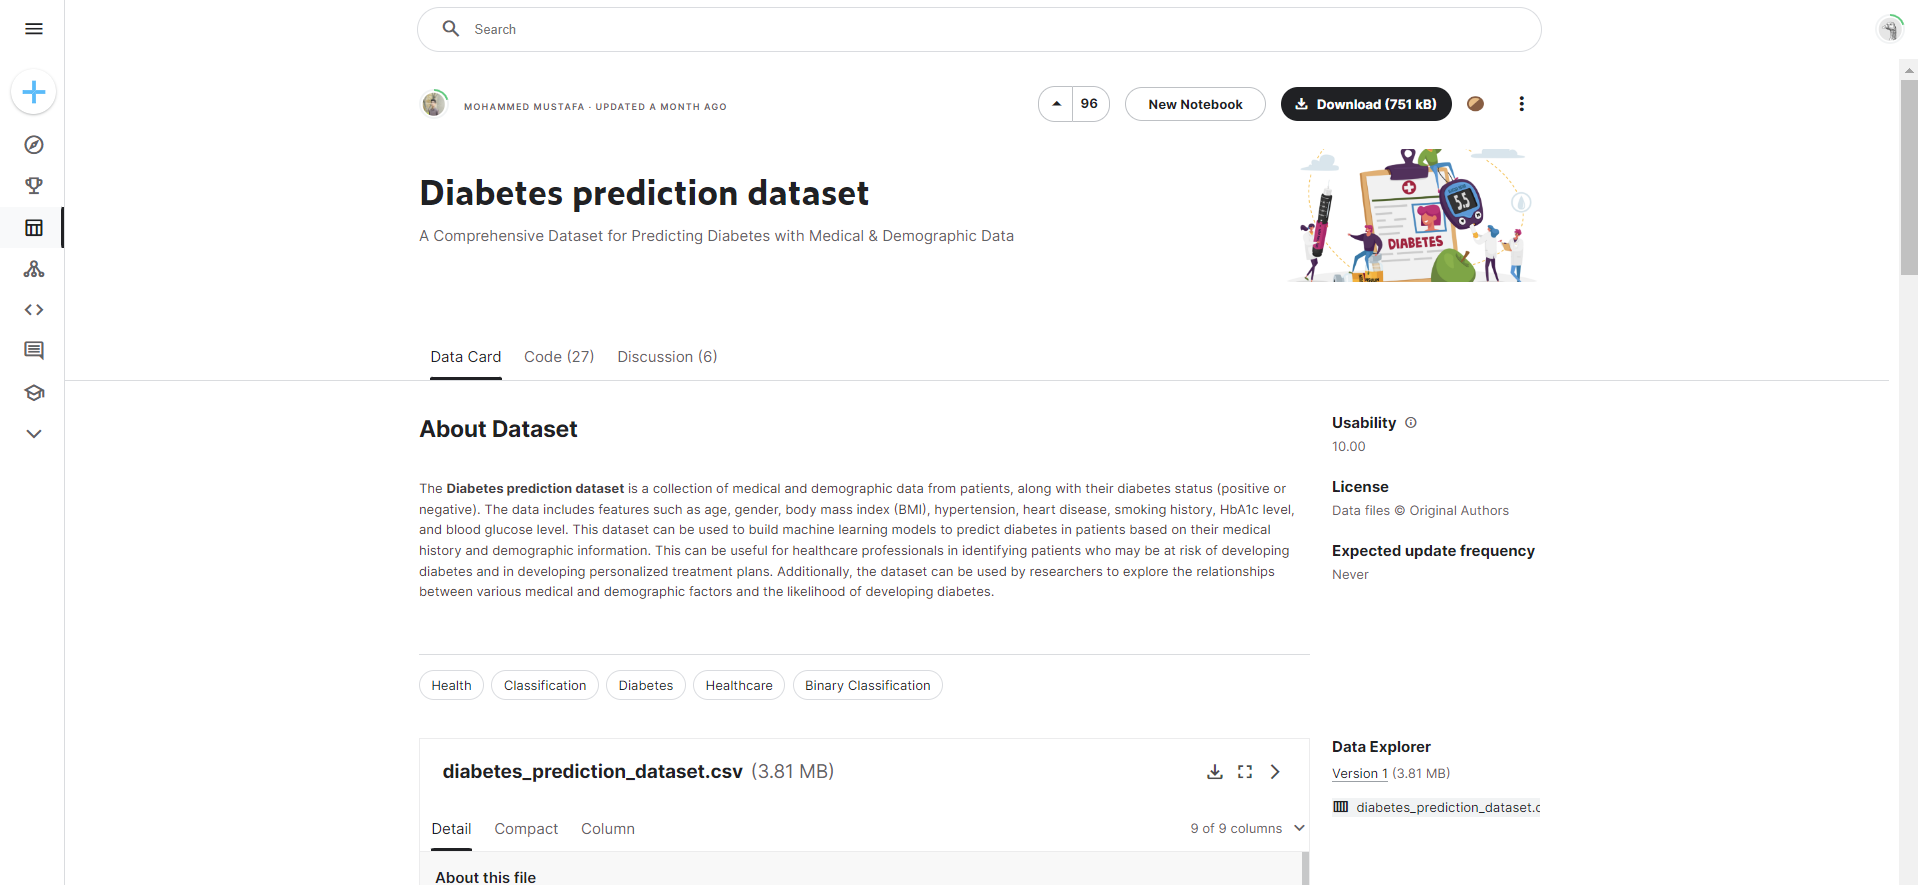 Search
MOHAMMED MUSTAFA · UPDATED A MONTH AGO
96
New Notebook
Download (751 kB)
Diabetes prediction dataset
A Comprehensive Dataset for Predicting Diabetes with Medical & Demographic Data
5.5
DIABETES
Data Card
Code (27)
Discussion (6)
About Dataset
The Diabetes prediction dataset is a collection of medical and demographic data from patients, along with their diabetes status (positive or
negative). The data includes features such as age, gender, body mass index (BMI), hypertension, heart disease, smoking history, HbA1c level,
and blood glucose level. This dataset can be used to build machine learning models to predict diabetes in patients based on their medical
history and demographic information. This can be useful for healthcare professionals in identifying patients who may be at risk of developing
diabetes and in developing personalized treatment plans. Additionally, the dataset can be used by researchers to explore the relationships
between various medical and demographic factors and the likelihood of developing diabetes.
Usability
10.00
License
Data files © Original Authors
Expected update frequency
Never
Health
Classification
Diabetes
Healthcare
Binary Classification
diabetes_prediction_dataset.csv (3.81 MB)
Detail
Compact
Column
9 of 9 columns
About this file
Data Explorer
Version 1 (3.81 MB)
diabetes_prediction_dataset.c